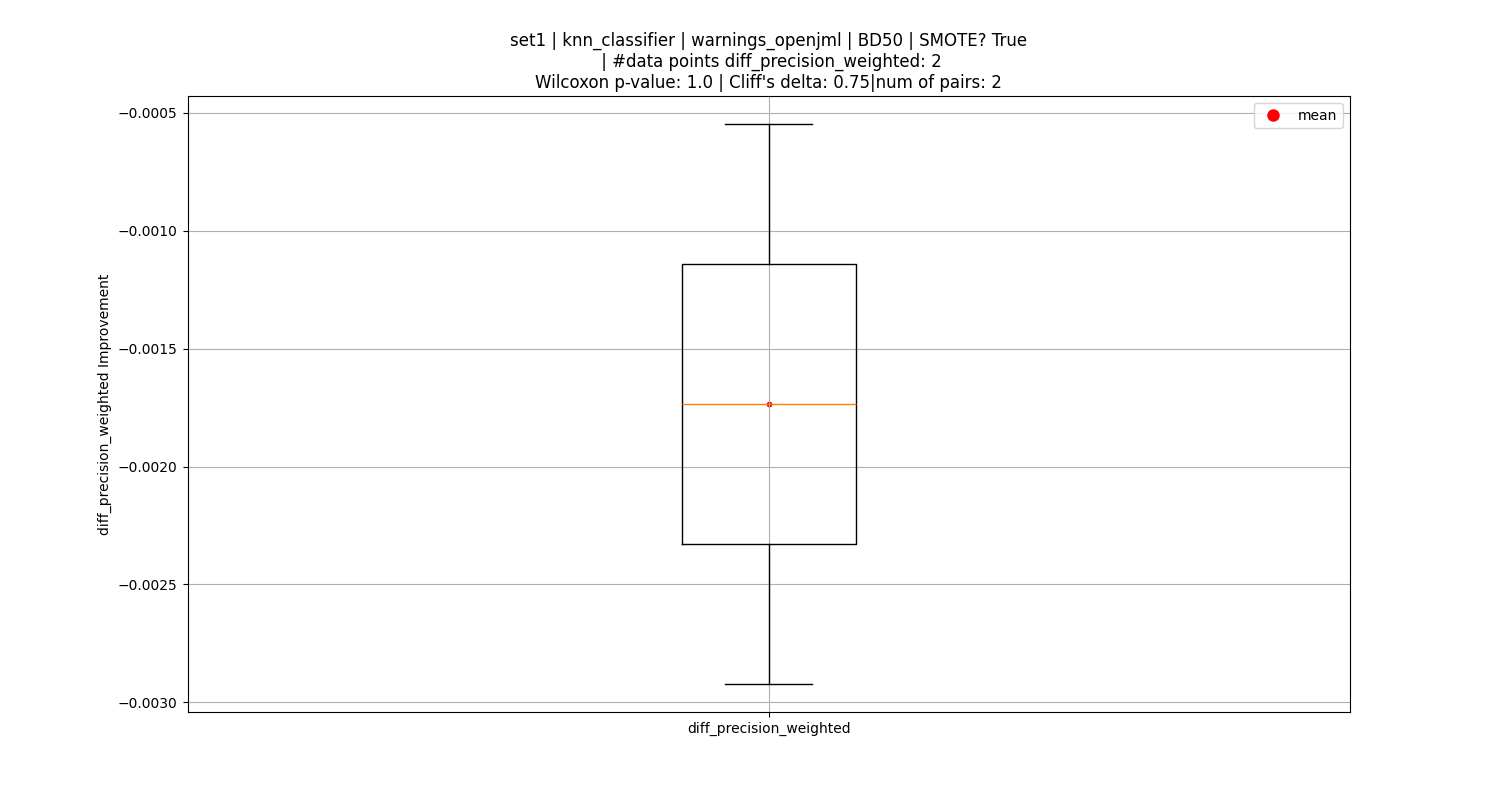 set1 | knn_classifier | warnings_openjml | BD50 | SMOTE? True
| #data points diff_precision_weighted: 2
Wilcoxon p-value: 1.0 | Cliff's delta: 0.75|num of pairs: 2
mean
−0.0005
−0.0010
−0.0015
−0.0020
−0.0025
−0.0030
diff_precision_weighted Improvement
diff_precision_weighted